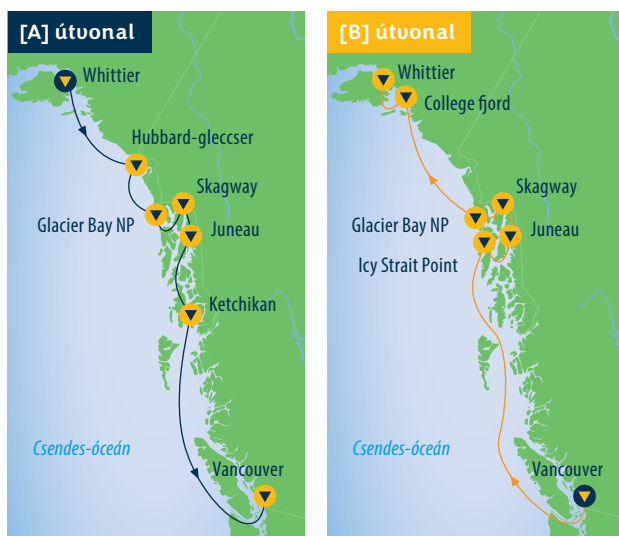 [A] útvonal
Whittier
Hubbard-gleccser
Skagway
Glacier Bay NP
Juneau
Ketchikan
Csendes-óceán
Vancouver
[B] útvonal
Whittier
College fjord
Skagway
Glacier Bay NP
Juneau
Icy Strait Point
Csendes-óceán
Vancouver